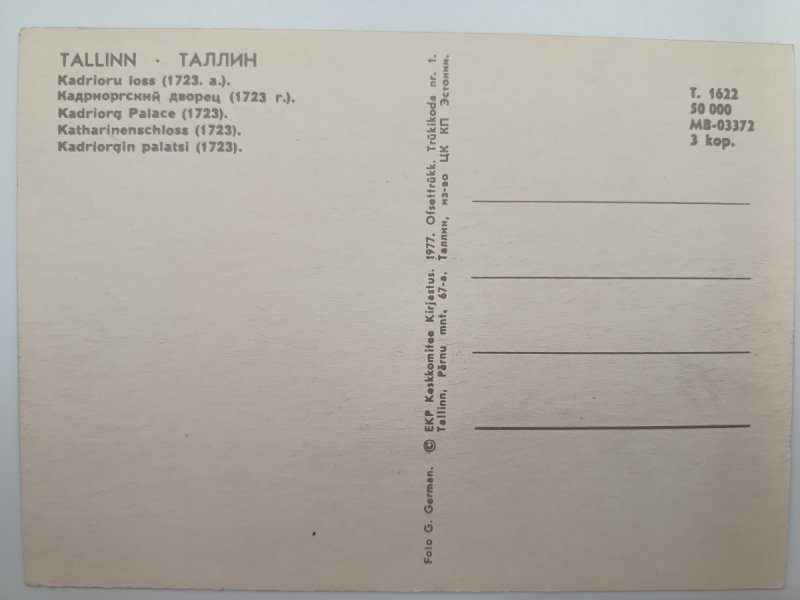 TALLINN · ТАЛЛИН
Kadrioru loss (1723. a.).
Кадриоргский дворец (1723 г.).
Kadriorg Palace (1723).
Katharinenschloss (1723).
Kadriorgin palatsi (1723).
Foto G. German. © EKP Keskkomitee Kirjastus. 1977. Ofsettrükk. Trükikoda nr. 1.
Tallinn, Pärnu mnt. 67-a. Таллин, из-во ЦК КП Эстонии.
T. 1622
50 000
MB-03372
3 kop.